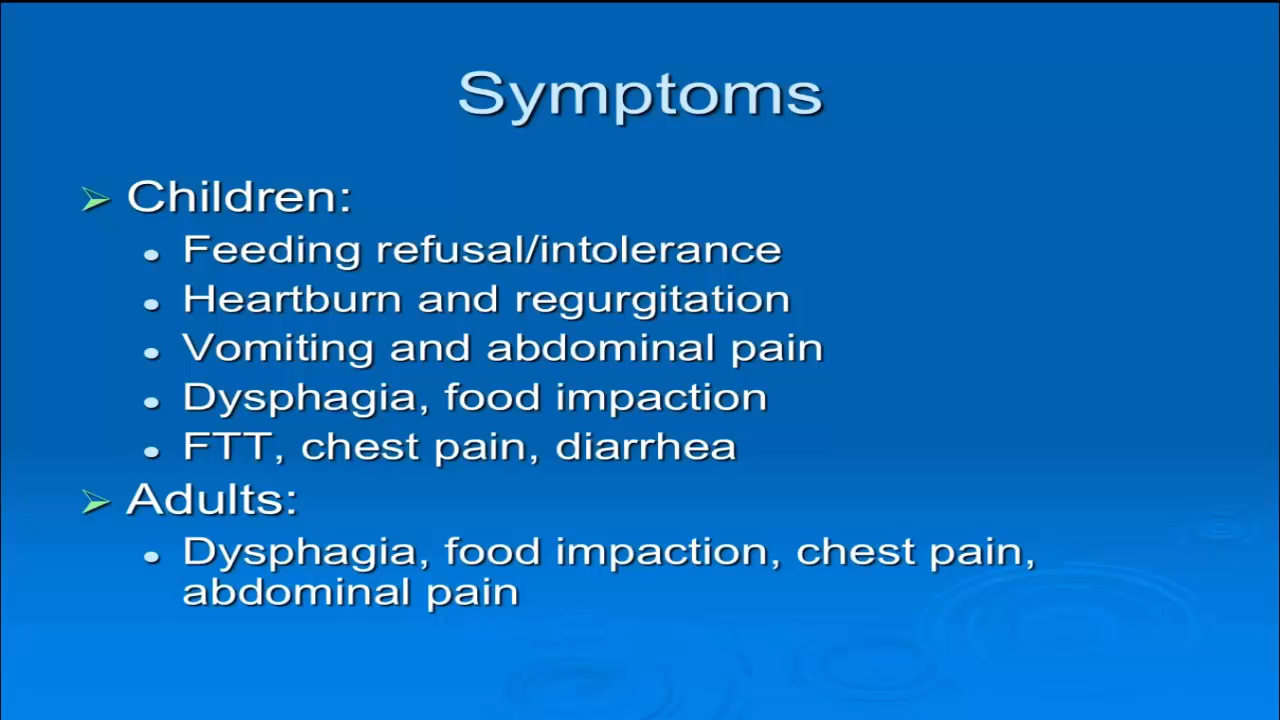 Symptoms
Children:
Feeding refusal/intolerance
Heartburn and regurgitation
Vomiting and abdominal pain
Dysphagia, food impaction
FTT, chest pain, diarrhea
Adults:
Dysphagia, food impaction, chest pain,
abdominal pain